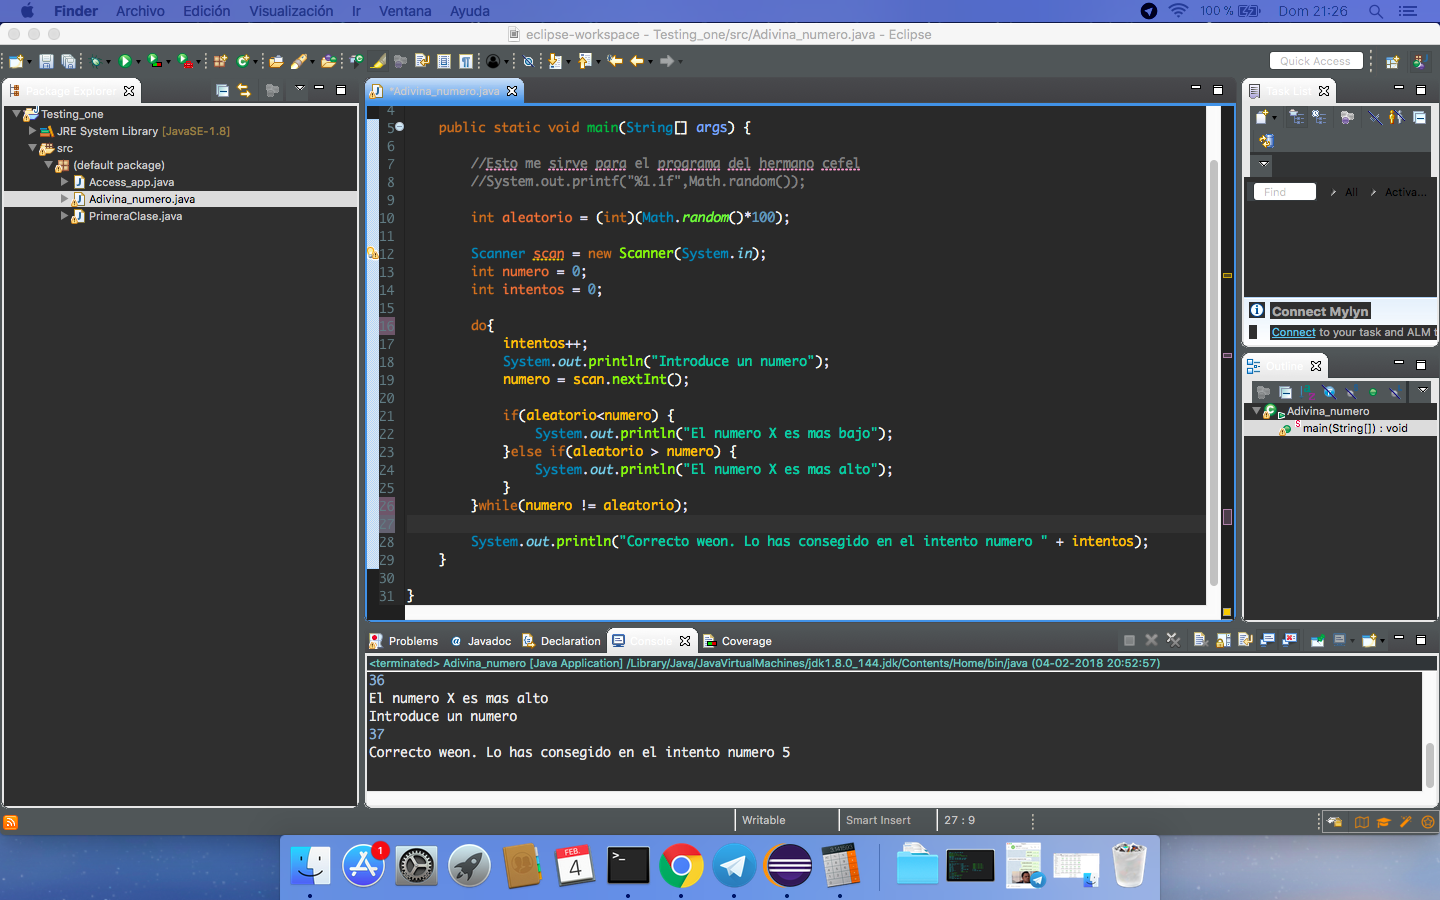 Finder Archivo Edición Visualización Ir Ventana Ayuda 100 % Dom 21:26
eclipse-workspace - Testing_one/src/Adivina_numero.java - Eclipse
Quick Access
Package Explorer
Testing_one
JRE System Library [JavaSE-1.8]
src
(default package)
Access_app.java
Adivina_numero.java
PrimeraClase.java
*Adivina_numero.java
4
5 public static void main(String[] args) {
6
7 //Esto me sirve para el programa del hermano cefel
8 //System.out.printf("%1.1f",Math.random());
9
10 int aleatorio = (int)(Math.random()*100);
11
12 Scanner scan = new Scanner(System.in);
13 int numero = 0;
14 int intentos = 0;
15
16 do{
17 intentos++;
18 System.out.println("Introduce un numero");
19 numero = scan.nextInt();
20
21 if(aleatorio<numero) {
22 System.out.println("El numero X es mas bajo");
23 }else if(aleatorio > numero) {
24 System.out.println("El numero X es mas alto");
25 }
26 }while(numero != aleatorio);
27
28 System.out.println("Correcto weon. Lo has consegido en el intento numero " + intentos);
29 }
30
31 }
Task List
Find All Activa...
Connect Mylyn
Connect to your task and ALM t
Outline
Adivina_numero
main(String[]) : void
Problems Javadoc Declaration Console Coverage
<terminated> Adivina_numero [Java Application] /Library/Java/JavaVirtualMachines/jdk1.8.0_144.jdk/Contents/Home/bin/java (04-02-2018 20:52:57)
36
El numero X es mas alto
Introduce un numero
37
Correcto weon. Lo has consegido en el intento numero 5
Writable Smart Insert 27 : 9
1
FEB.
4